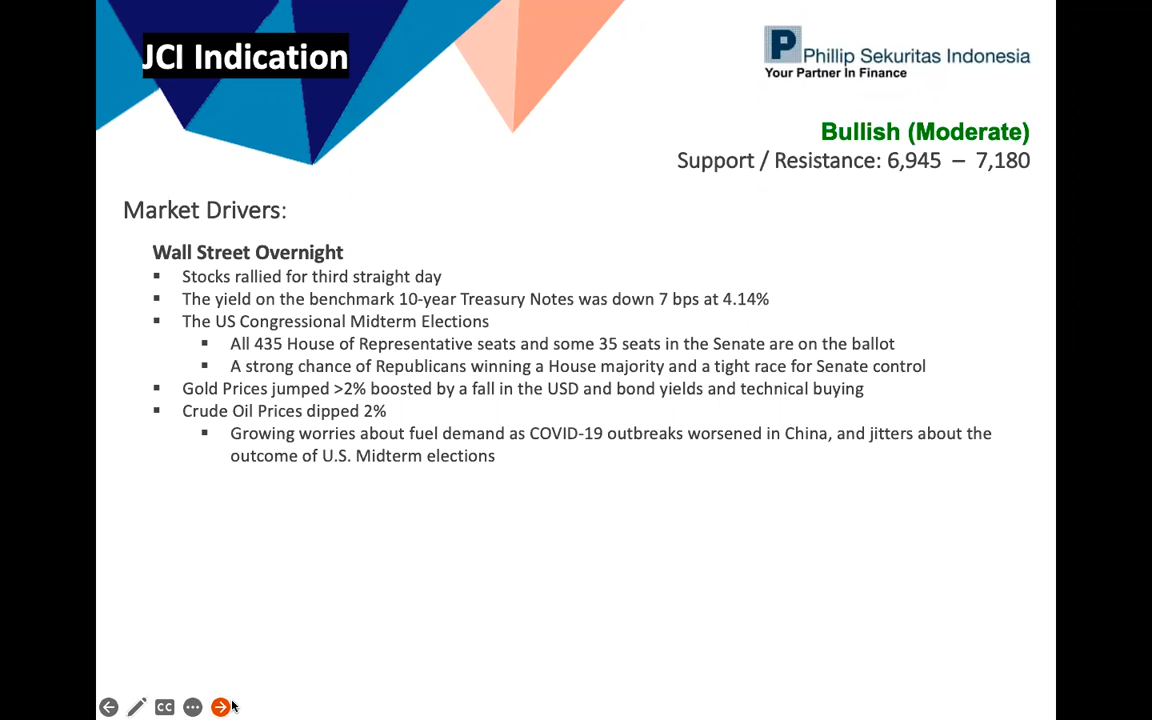 JCI Indication
P Phillip Sekuritas Indonesia
Your Partner In Finance
Bullish (Moderate)
Support / Resistance: 6,945 – 7,180
Market Drivers:
Wall Street Overnight
▪ Stocks rallied for third straight day
▪ The yield on the benchmark 10-year Treasury Notes was down 7 bps at 4.14%
▪ The US Congressional Midterm Elections
▪ All 435 House of Representative seats and some 35 seats in the Senate are on the ballot
▪ A strong chance of Republicans winning a House majority and a tight race for Senate control
▪ Gold Prices jumped >2% boosted by a fall in the USD and bond yields and technical buying
▪ Crude Oil Prices dipped 2%
▪ Growing worries about fuel demand as COVID-19 outbreaks worsened in China, and jitters about the
outcome of U.S. Midterm elections
CC